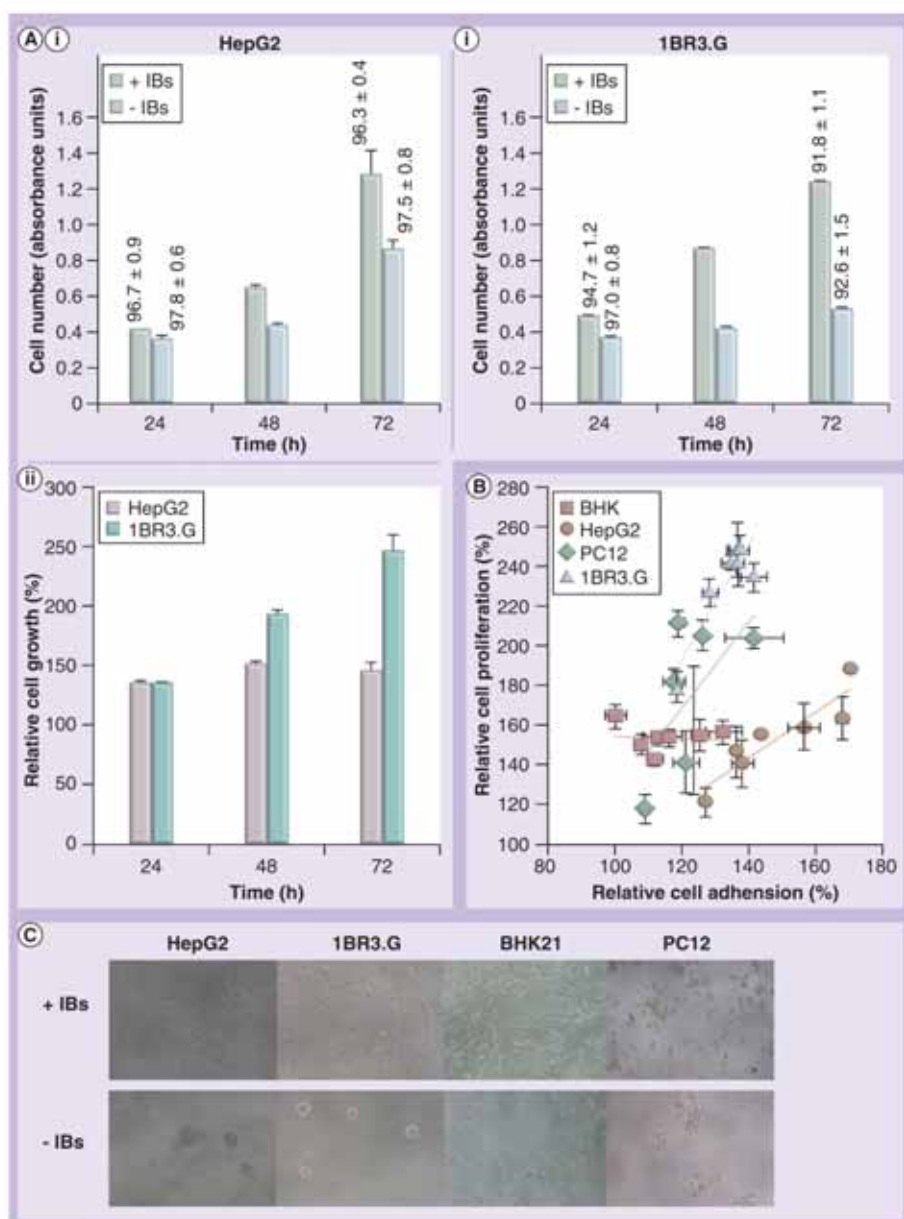 A i HepG2
+ IBs
- IBs
Cell number (absorbance units)
1.6
1.4
1.2
1.0
0.8
0.6
0.4
0.2
0
96.7 ± 0.9
97.8 ± 0.6
96.3 ± 0.4
97.5 ± 0.8
24 48 72
Time (h)
i 1BR3.G
+ IBs
- IBs
Cell number (absorbance units)
1.6
1.4
1.2
1.0
0.8
0.6
0.4
0.2
0
94.7 ± 1.2
97.0 ± 0.8
91.8 ± 1.1
92.6 ± 1.5
24 48 72
Time (h)
ii
HepG2
1BR3.G
Relative cell growth (%)
300
250
200
150
100
50
0
24 48 72
Time (h)
B
BHK
HepG2
PC12
1BR3.G
Relative cell proliferation (%)
280
260
240
220
200
180
160
140
120
100
80 100 120 140 160 180
Relative cell adhension (%)
C
HepG2 1BR3.G BHK21 PC12
+ IBs
- IBs